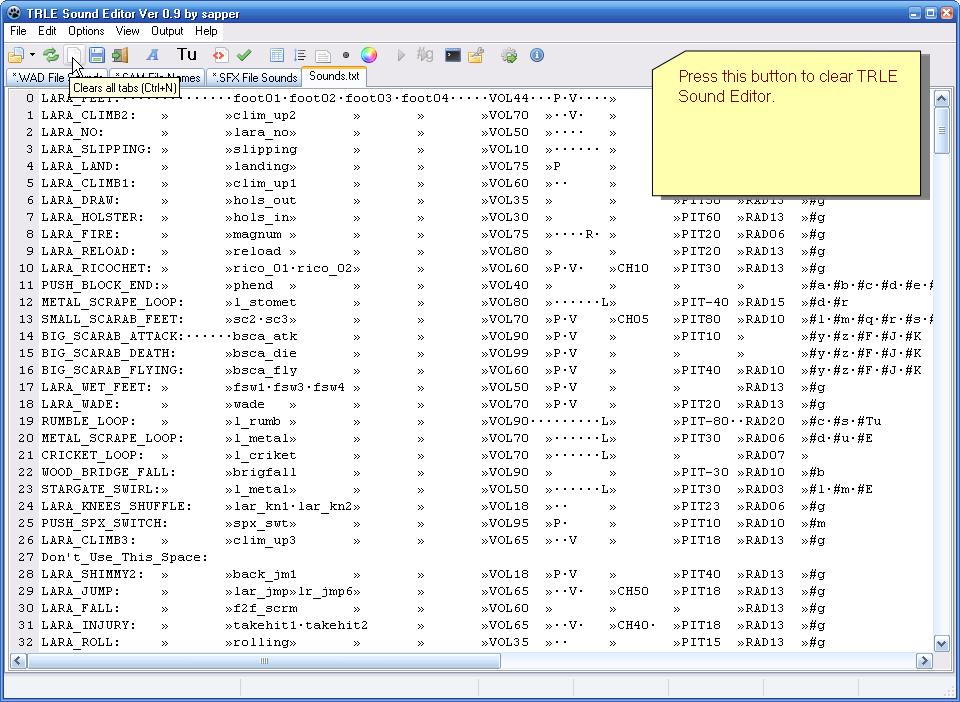 TRLE Sound Editor Ver 0.9 by sapper
File Edit Options View Output Help
A Tu #g
*.WAD File Sounds *.SAM File Names *.SFX File Sounds Sounds.txt
Clears all tabs (Ctrl+N)
Press this button to clear TRLE
Sound Editor.
0 LARA_FEET:············foot01·foot02·foot03·foot04·····VOL44···P·V····»
1 LARA_CLIMB2: » »clim_up2 » » »VOL70 »··V· »
2 LARA_NO: » »lara_no» » » »VOL50 »···· »
3 LARA_SLIPPING: » »slipping » » »VOL10 »······ »
4 LARA_LAND: » »landing» » » »VOL75 »P
5 LARA_CLIMB1: » »clim_up1 » » »VOL60 »·· »
6 LARA_DRAW: » »hols_out » » »VOL35 » » »RAD13 »#g
7 LARA_HOLSTER: » »hols_in» » » »VOL30 » » »PIT60 »RAD13 »#g
8 LARA_FIRE: » »magnum » » » »VOL75 »····R· »PIT20 »RAD06 »#g
9 LARA_RELOAD: » »reload » » » »VOL80 » » »PIT20 »RAD13 »#g
10 LARA_RICOCHET: » »rico_01·rico_02» » »VOL60 »P·V· »CH10 »PIT30 »RAD13 »#g
11 PUSH_BLOCK_END:» »phend » » » »VOL40 » » » » »#a·#b·#c·#d·#e·#
12 METAL_SCRAPE_LOOP: »l_stomet » » »VOL80 »······L» »PIT-40 »RAD15 »#d·#r
13 SMALL_SCARAB_FEET: »sc2·sc3» » » »VOL70 »P·V »CH05 »PIT80 »RAD10 »#l·#m·#q·#r·#s·#
14 BIG_SCARAB_ATTACK:······bsca_atk » » »VOL90 »P·V » »PIT10 » »#y·#z·#F·#J·#K
15 BIG_SCARAB_DEATH: »bsca_die » » »VOL99 »P·V » » » »#y·#z·#F·#J·#K
16 BIG_SCARAB_FLYING: »bsca_fly » » »VOL60 »P·V » »PIT40 »RAD10 »#y·#z·#F·#J·#K
17 LARA_WET_FEET: » »fsw1·fsw3·fsw4 » » »VOL50 »P·V » » »RAD13 »#g
18 LARA_WADE: » »wade » » » »VOL70 »P·V » »PIT20 »RAD13 »#g
19 RUMBLE_LOOP: » »l_rumb » » » »VOL90·········L» »PIT-80··RAD20 »#c·#s·#Tu
20 METAL_SCRAPE_LOOP: »l_metal» » » »VOL70 »······L» »PIT30 »RAD06 »#d·#u·#E
21 CRICKET_LOOP: » »l_criket » » »VOL70 »······L» » »RAD07 »
22 WOOD_BRIDGE_FALL: »brigfall » » »VOL90 » » »PIT-30 »RAD10 »#b
23 STARGATE_SWIRL:» »l_metal» » » »VOL50 »······L» »PIT30 »RAD03 »#l·#m·#E
24 LARA_KNEES_SHUFFLE: »lar_kn1·lar_kn2» » »VOL18 »·· » »PIT23 »RAD06 »#g
25 PUSH_SPX_SWITCH: »spx_swt» » » »VOL95 »P· » »PIT10 »RAD10 »#m
26 LARA_CLIMB3: » »clim_up3 » » »VOL65 »··V » »PIT18 »RAD13 »#g
27 Don't_Use_This_Space:
28 LARA_SHIMMY2: » »back_jm1 » » »VOL18 »P·V » »PIT40 »RAD13 »#g
29 LARA_JUMP: » »lar_jmp»lr_jmp6» » »VOL65 »··V· »CH50 »PIT18 »RAD13 »#g
30 LARA_FALL: » »f2f_scrm » » »VOL60 » » » »RAD13 »#g
31 LARA_INJURY: » »takehit1·takehit2 » »VOL65 »··V· »CH40· »PIT18 »RAD13 »#g
32 LARA_ROLL: » »rolling» » » »VOL35 »·· » »PIT15 »RAD13 »#g